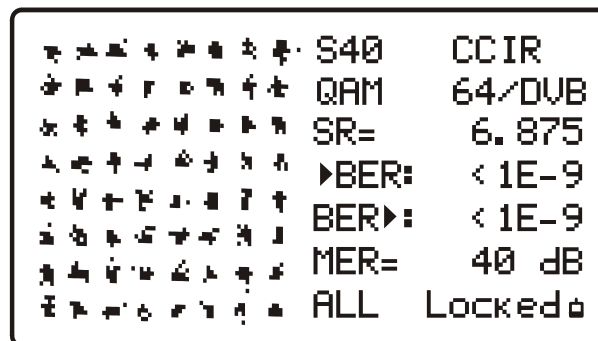 S40 CCIR
QAM 64/DVB
SR= 6.875
▶BER: <1E-9
BER▶: <1E-9
MER= 40 dB
ALL Locked